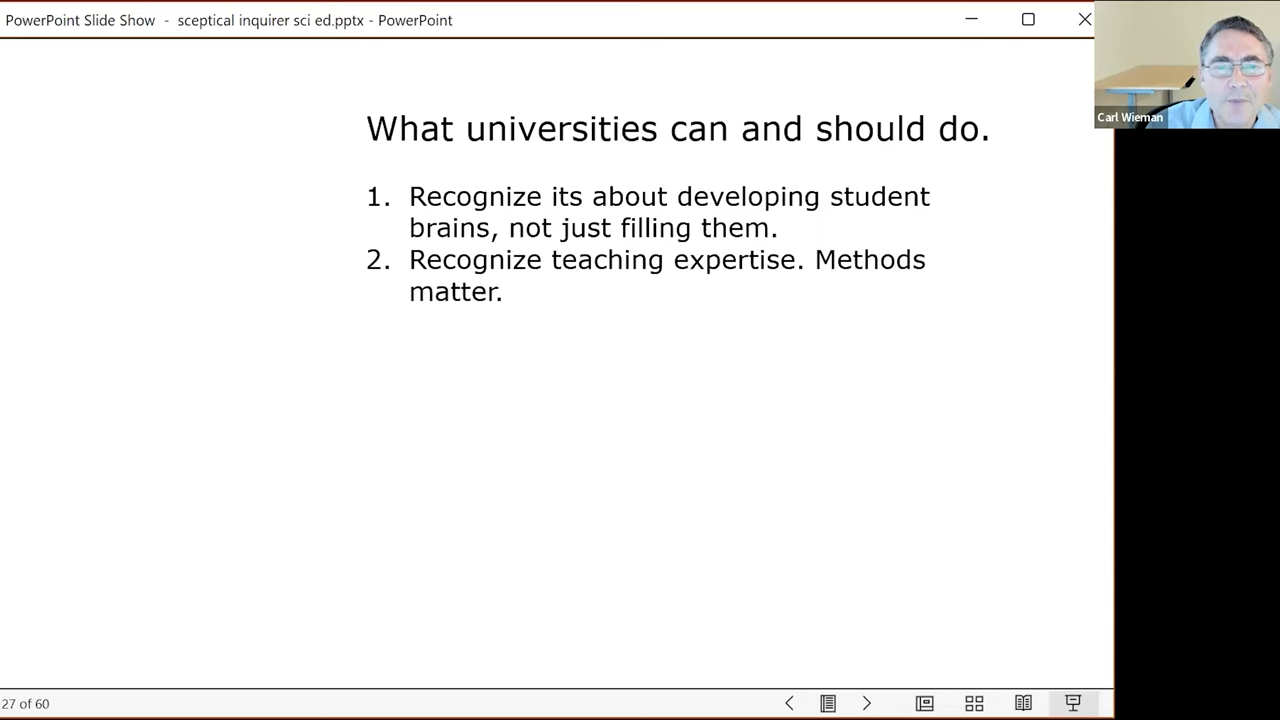 PowerPoint Slide Show - sceptical inquirer sci ed.pptx - PowerPoint
Carl Wieman
What universities can and should do.
1. Recognize its about developing student
brains, not just filling them.
2. Recognize teaching expertise. Methods
matter.
27 of 60